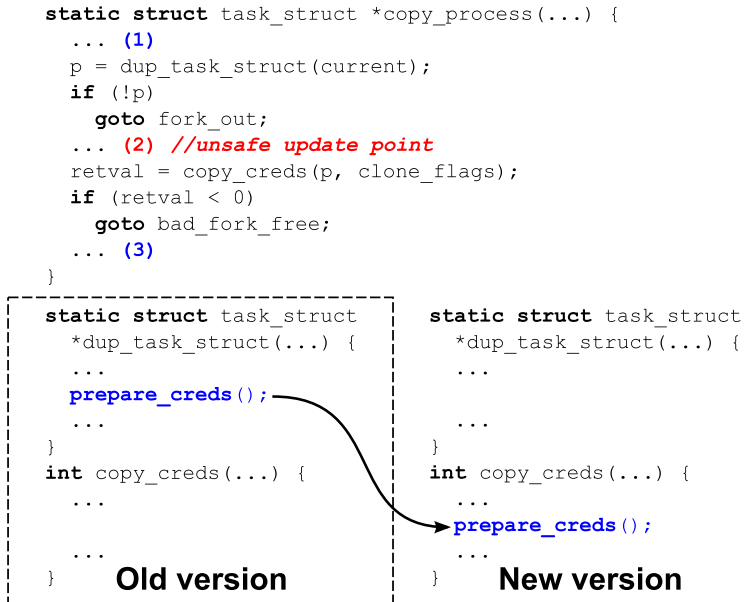 static struct task_struct *copy_process(...) {
... (1)
p = dup_task_struct(current);
if (!p)
goto fork_out;
... (2) //unsafe update point
retval = copy_creds(p, clone_flags);
if (retval < 0)
goto bad_fork_free;
... (3)
}
static struct task_struct
*dup_task_struct(...) {
...
prepare_creds();
...
}
int copy_creds(...) {
...
...
}
Old version
static struct task_struct
*dup_task_struct(...) {
...
...
}
int copy_creds(...) {
...
prepare_creds();
...
}
New version